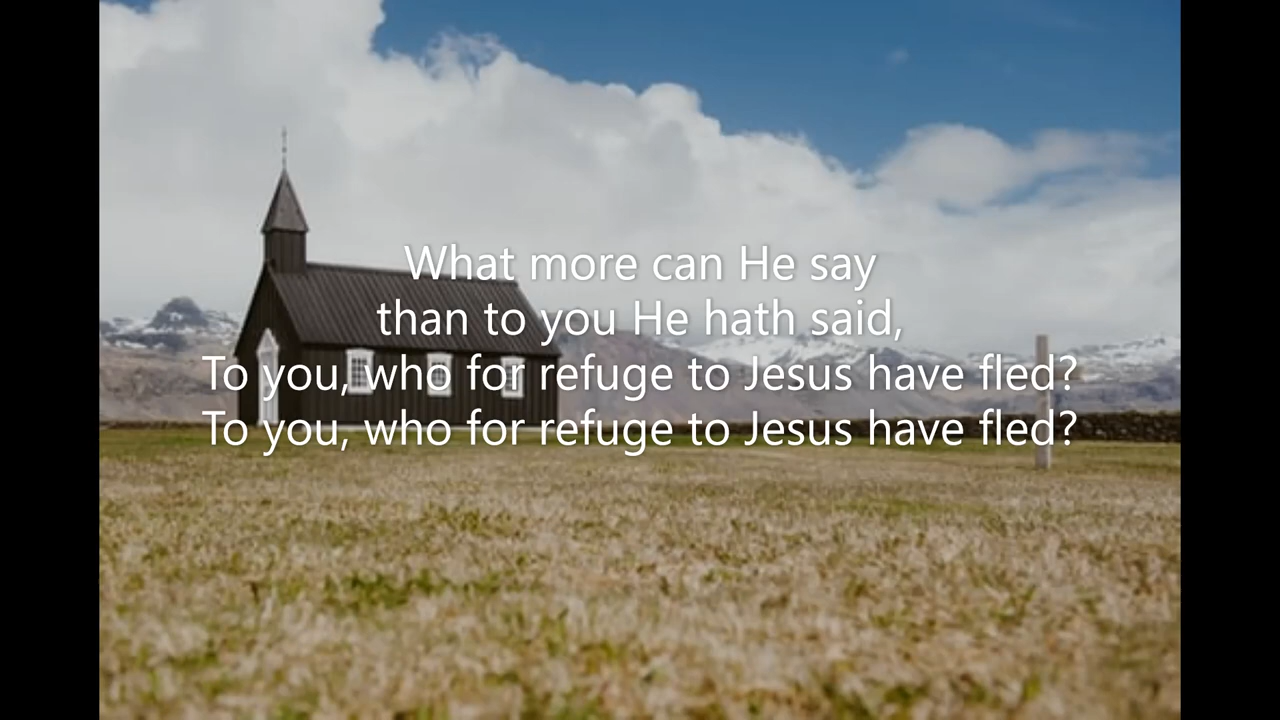 What more can He say
than to you He hath said,
To you, who for refuge to Jesus have fled?
To you, who for refuge to Jesus have fled?